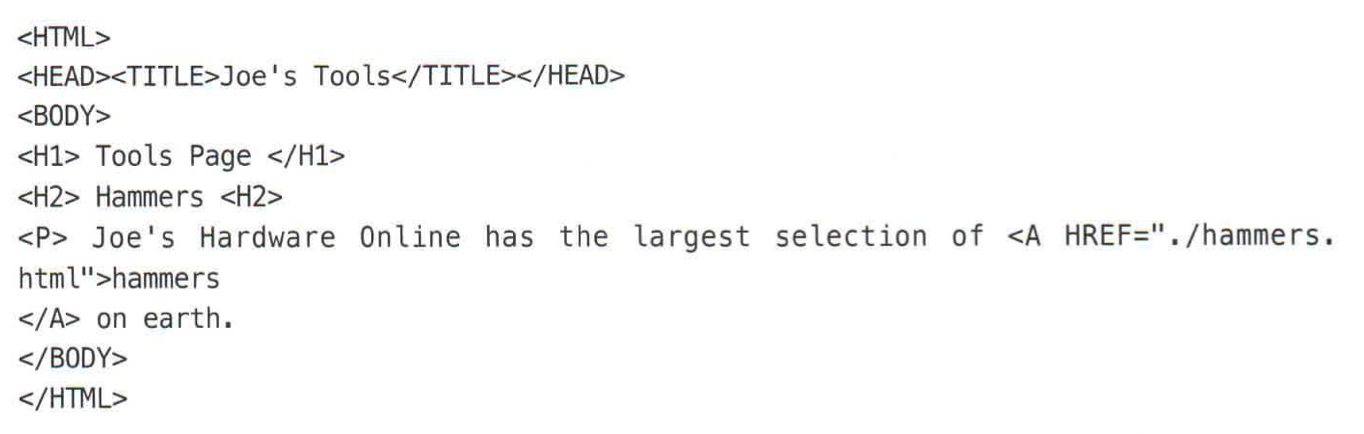 <HTML>
<HEAD><TITLE>Joe's Tools</TITLE></HEAD>
<BODY>
<H1> Tools Page </H1>
<H2> Hammers <H2>
<P> Joe's Hardware Online has the largest selection of <A HREF="./hammers.
html">hammers
</A> on earth.
</BODY>
</HTML>